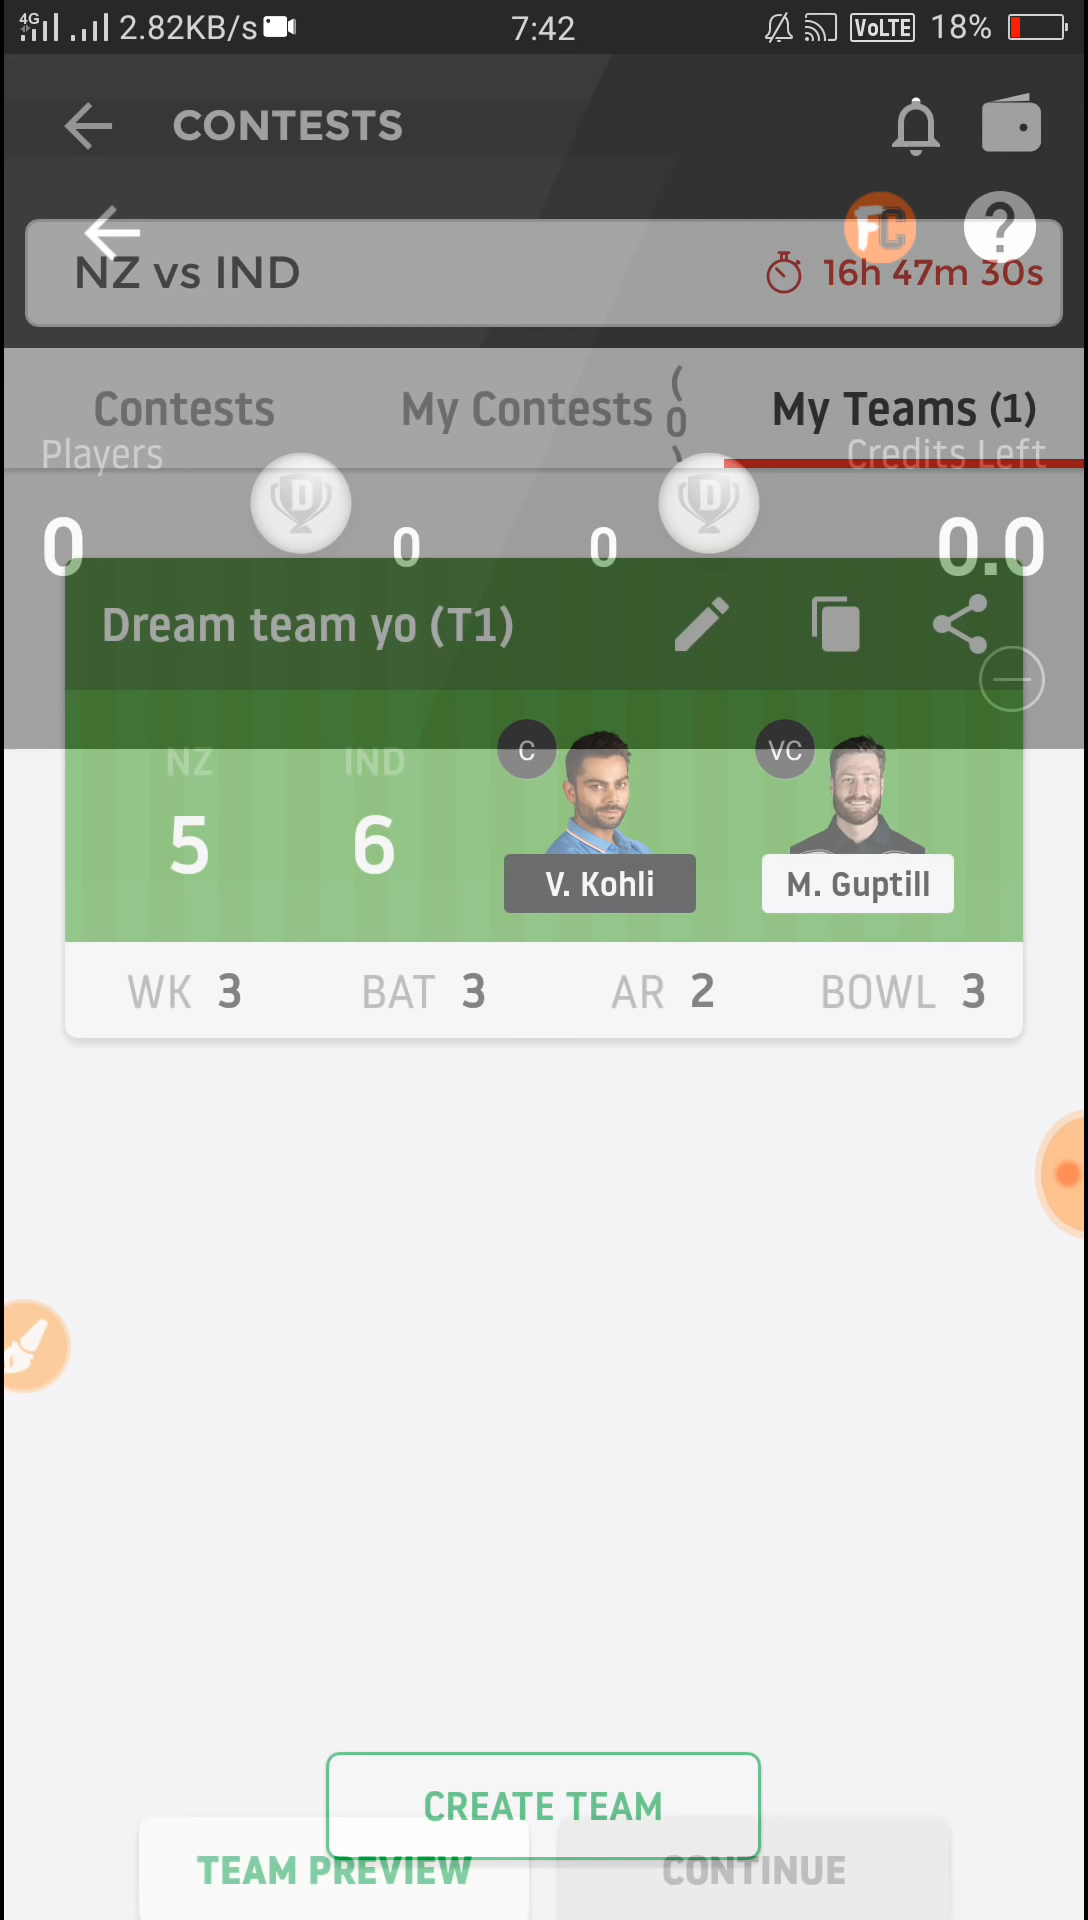 4G 2.82KB/s 7:42 VoLTE 18%
CONTESTS
FC ?
NZ vs IND 16h 47m 30s
Contests My Contests (0) My Teams (1)
Players Credits Left
D D
0 0 0 0.0
Dream team yo (T1)
C VC
NZ IND
5 6
V. Kohli M. Guptill
WK 3 BAT 3 AR 2 BOWL 3
CREATE TEAM
TEAM PREVIEW CONTINUE